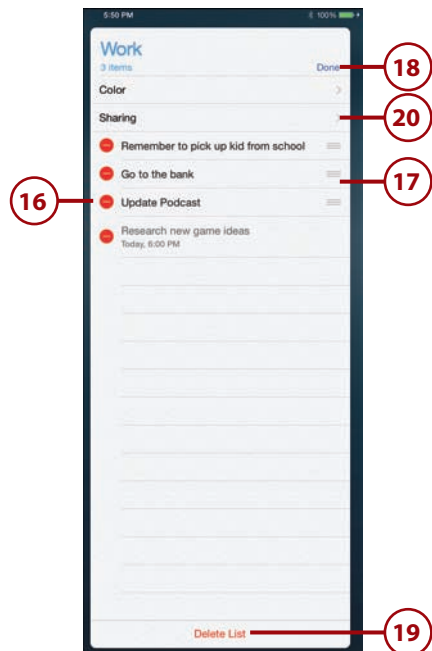 5:50 PM 100%
Work
3 items Done
18
Color
Sharing
20
Remember to pick up kid from school
Go to the bank
17
16
Update Podcast
Research new game ideas
Today, 6:00 PM
Delete List
19